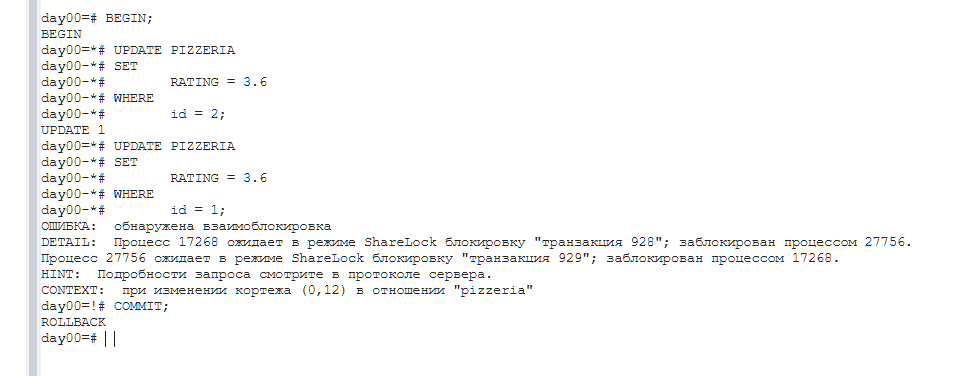 day00=# BEGIN;
BEGIN
day00=*# UPDATE PIZZERIA
day00-*# SET
day00-*#        RATING = 3.6
day00-*# WHERE
day00-*#        id = 2;
UPDATE 1
day00=*# UPDATE PIZZERIA
day00-*# SET
day00-*#        RATING = 3.6
day00-*# WHERE
day00-*#        id = 1;
ОШИБКА:  обнаружена взаимоблокировка
DETAIL:  Процесс 17268 ожидает в режиме ShareLock блокировку "транзакция 928"; заблокирован процессом 27756.
Процесс 27756 ожидает в режиме ShareLock блокировку "транзакция 929"; заблокирован процессом 17268.
HINT:  Подробности запроса смотрите в протоколе сервера.
CONTEXT:  при изменении кортежа (0,12) в отношении "pizzeria"
day00=!# COMMIT;
ROLLBACK
day00=#